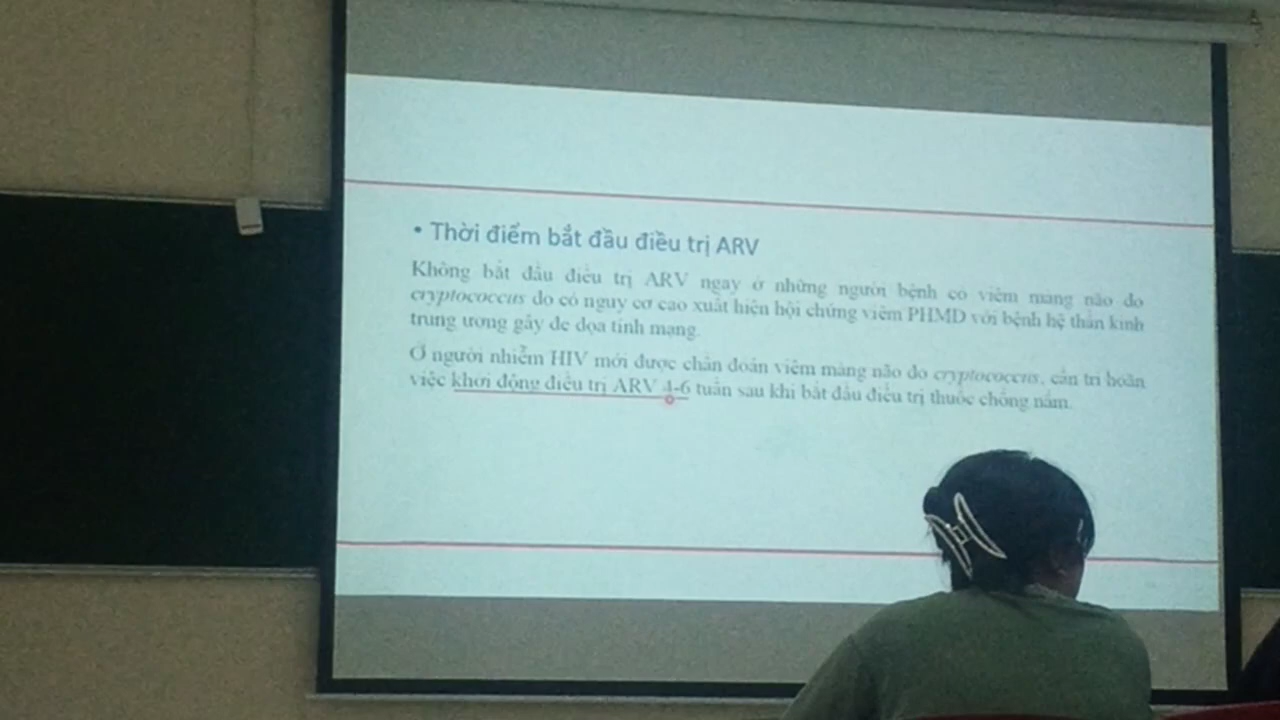 • Thời điểm bắt đầu điều trị ARV
Không bắt đầu điều trị ARV ngay ở những người bệnh có viêm màng não do
cryptococcus do có nguy cơ cao xuất hiện hội chứng viêm PHMD với bệnh hệ thần kinh
trung ương gây đe dọa tính mạng.
Ở người nhiễm HIV mới được chẩn đoán viêm màng não do cryptococcus, cần trì hoãn
việc khởi động điều trị ARV 4-6 tuần sau khi bắt đầu điều trị thuốc chống nấm.